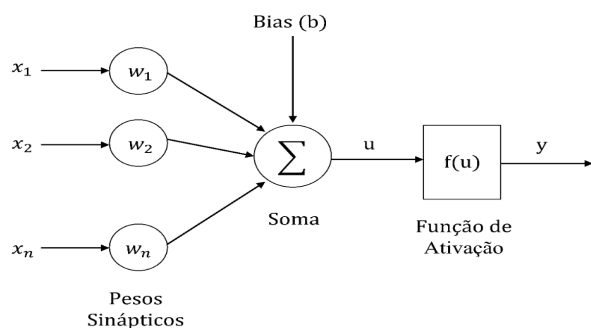 Bias (b)
x₁
w₁
x₂
w₂
∑
u
f(u)
y
Soma
Função de
Ativação
xₙ
wₙ
Pesos
Sinápticos